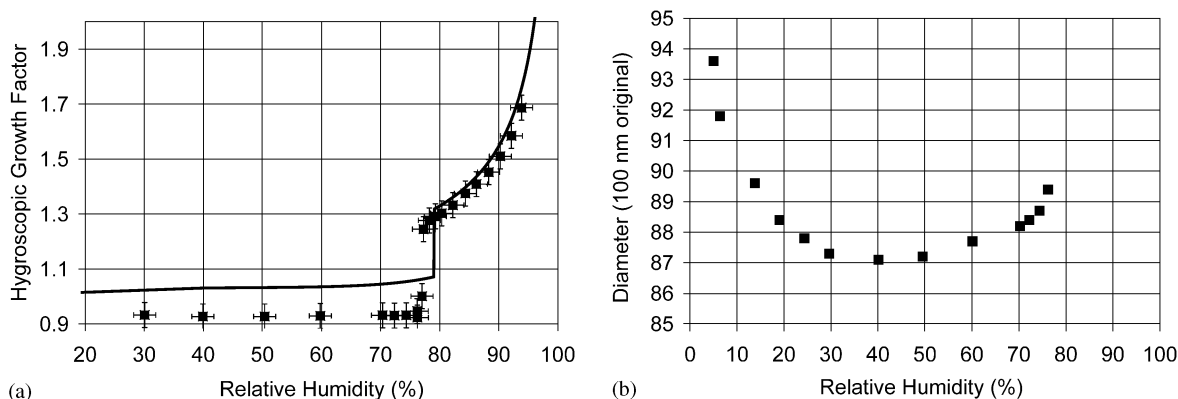 1.9
1.7
1.5
1.3
1.1
0.9
Hygroscopic Growth Factor
20 30 40 50 60 70 80 90 100
Relative Humidity (%)
(a)
95
94
93
92
91
90
89
88
87
86
85
Diameter (100 nm original)
0 10 20 30 40 50 60 70 80 90 100
Relative Humidity (%)
(b)